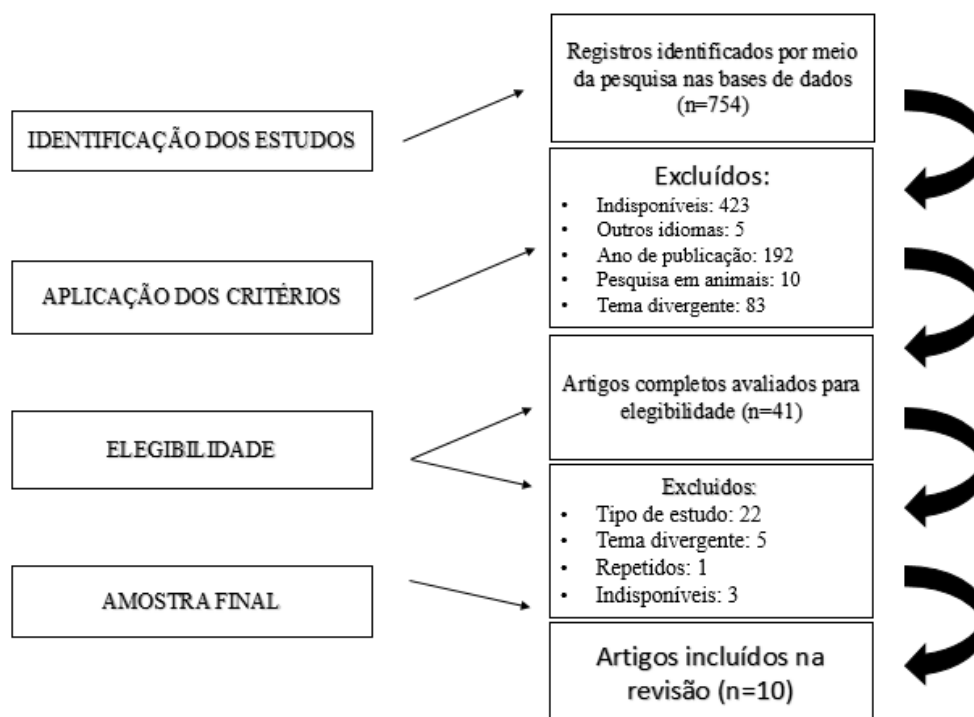 IDENTIFICAÇÃO DOS ESTUDOS
Registros identificados por meio
da pesquisa nas bases de dados
(n=754)
APLICAÇÃO DOS CRITÉRIOS
Excluídos:
• Indisponíveis: 423
• Outros idiomas: 5
• Ano de publicação: 192
• Pesquisa em animais: 10
• Tema divergente: 83
ELEGIBILIDADE
Artigos completos avaliados para
elegibilidade (n=41)
Excluidos:
• Tipo de estudo: 22
• Tema divergente: 5
• Repetidos: 1
• Indisponíveis: 3
AMOSTRA FINAL
Artigos incluídos na
revisão (n=10)